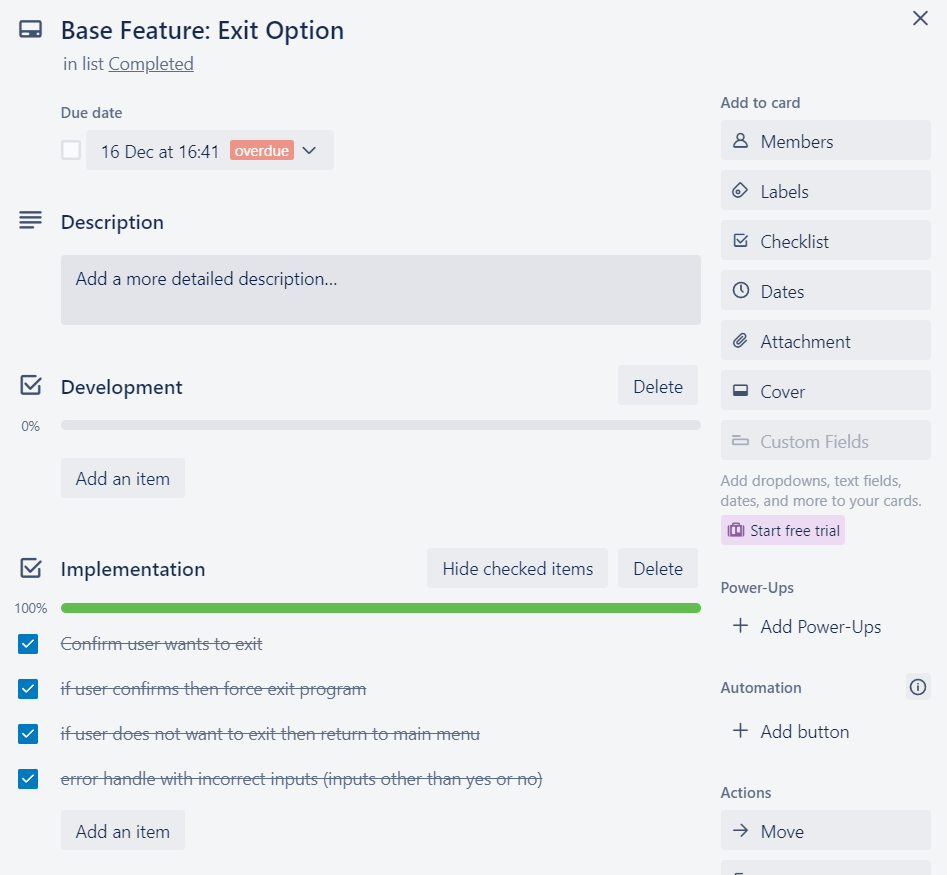 Base Feature: Exit Option
in list Completed
Due date
16 Dec at 16:41 overdue
Description
Add a more detailed description...
Development
Delete
0%
Add an item
Implementation
Hide checked items
Delete
100%
Confirm user wants to exit
if user confirms then force exit program
if user does not want to exit then return to main menu
error handle with incorrect inputs (inputs other than yes or no)
Add an item
Add to card
Members
Labels
Checklist
Dates
Attachment
Cover
Custom Fields
Add dropdowns, text fields,
dates, and more to your cards.
Start free trial
Power-Ups
Add Power-Ups
Automation
Add button
Actions
Move